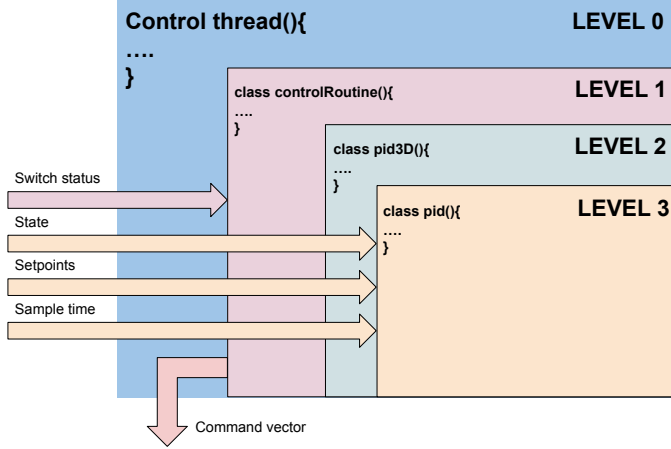 Control thread(){
LEVEL 0
....
}
class controlRoutine(){
LEVEL 1
....
}
class pid3D(){
LEVEL 2
....
}
Switch status
class pid(){
LEVEL 3
State
....
}
Setpoints
Sample time
Command vector